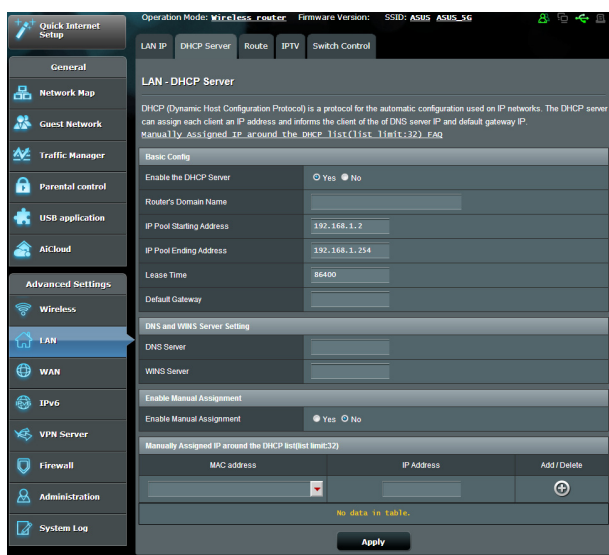 Quick Internet Setup
Operation Mode: Wireless router Firmware Version: SSID: ASUS ASUS_5G
LAN IP DHCP Server Route IPTV Switch Control
General
Network Map
Guest Network
Traffic Manager
Parental control
USB application
AiCloud
Advanced Settings
Wireless
LAN
WAN
IPv6
VPN Server
Firewall
Administration
System Log
LAN - DHCP Server
DHCP (Dynamic Host Configuration Protocol) is a protocol for the automatic configuration used on IP networks. The DHCP server
can assign each client an IP address and informs the client of the of DNS server IP and default gateway
IP.
Manually Assigned IP around the DHCP list(list limit:32) FAQ
Basic Config
Enable the DHCP Server Yes No
Router's Domain Name
IP Pool Starting Address 192.168.1.2
IP Pool Ending Address 192.168.1.254
Lease Time 86400
Default Gateway
DNS and WINS Server Setting
DNS Server
WINS Server
Enable Manual Assignment
Enable Manual Assignment Yes No
Manually Assigned IP around the DHCP list(list limit:32)
MAC address IP Address Add / Delete
No data in table.
Apply